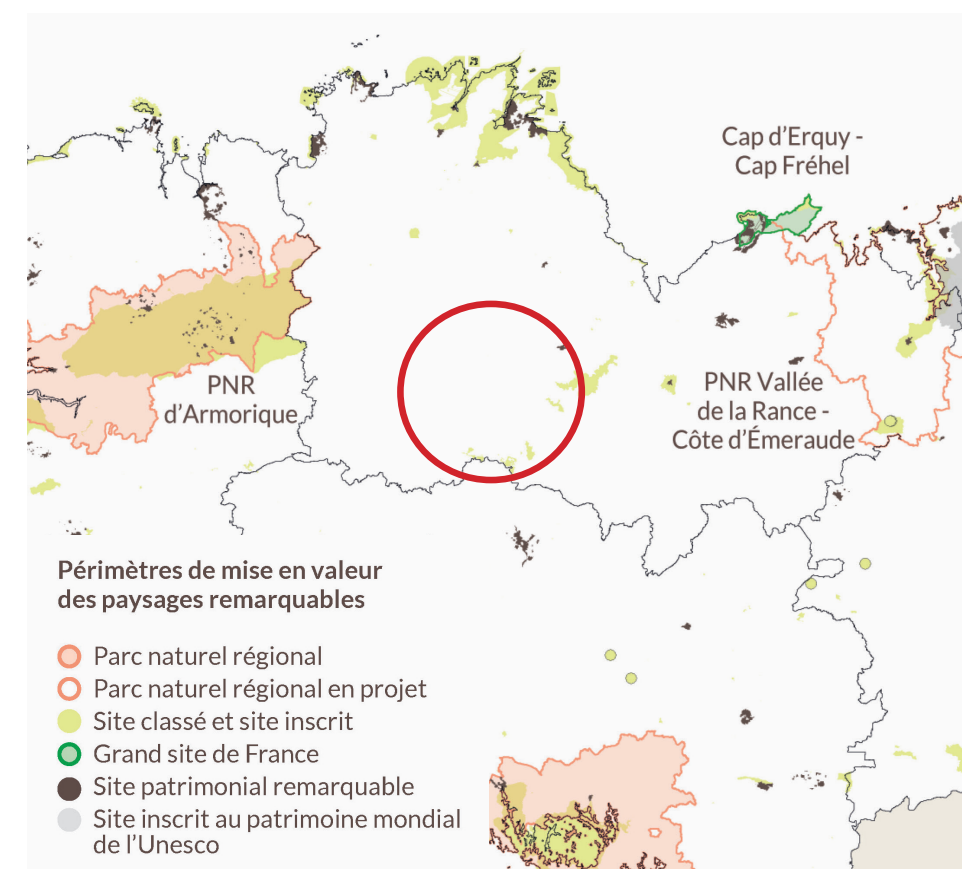 Cap d’Erquy -
Cap Fréhel
PNR
d’Armorique
PNR Vallée
de la Rance -
Côte d’Émeraude
Périmètres de mise en valeur
des paysages remarquables
Parc naturel régional
Parc naturel régional en projet
Site classé et site inscrit
Grand site de France
Site patrimonial remarquable
Site inscrit au patrimoine mondial
de l’Unesco